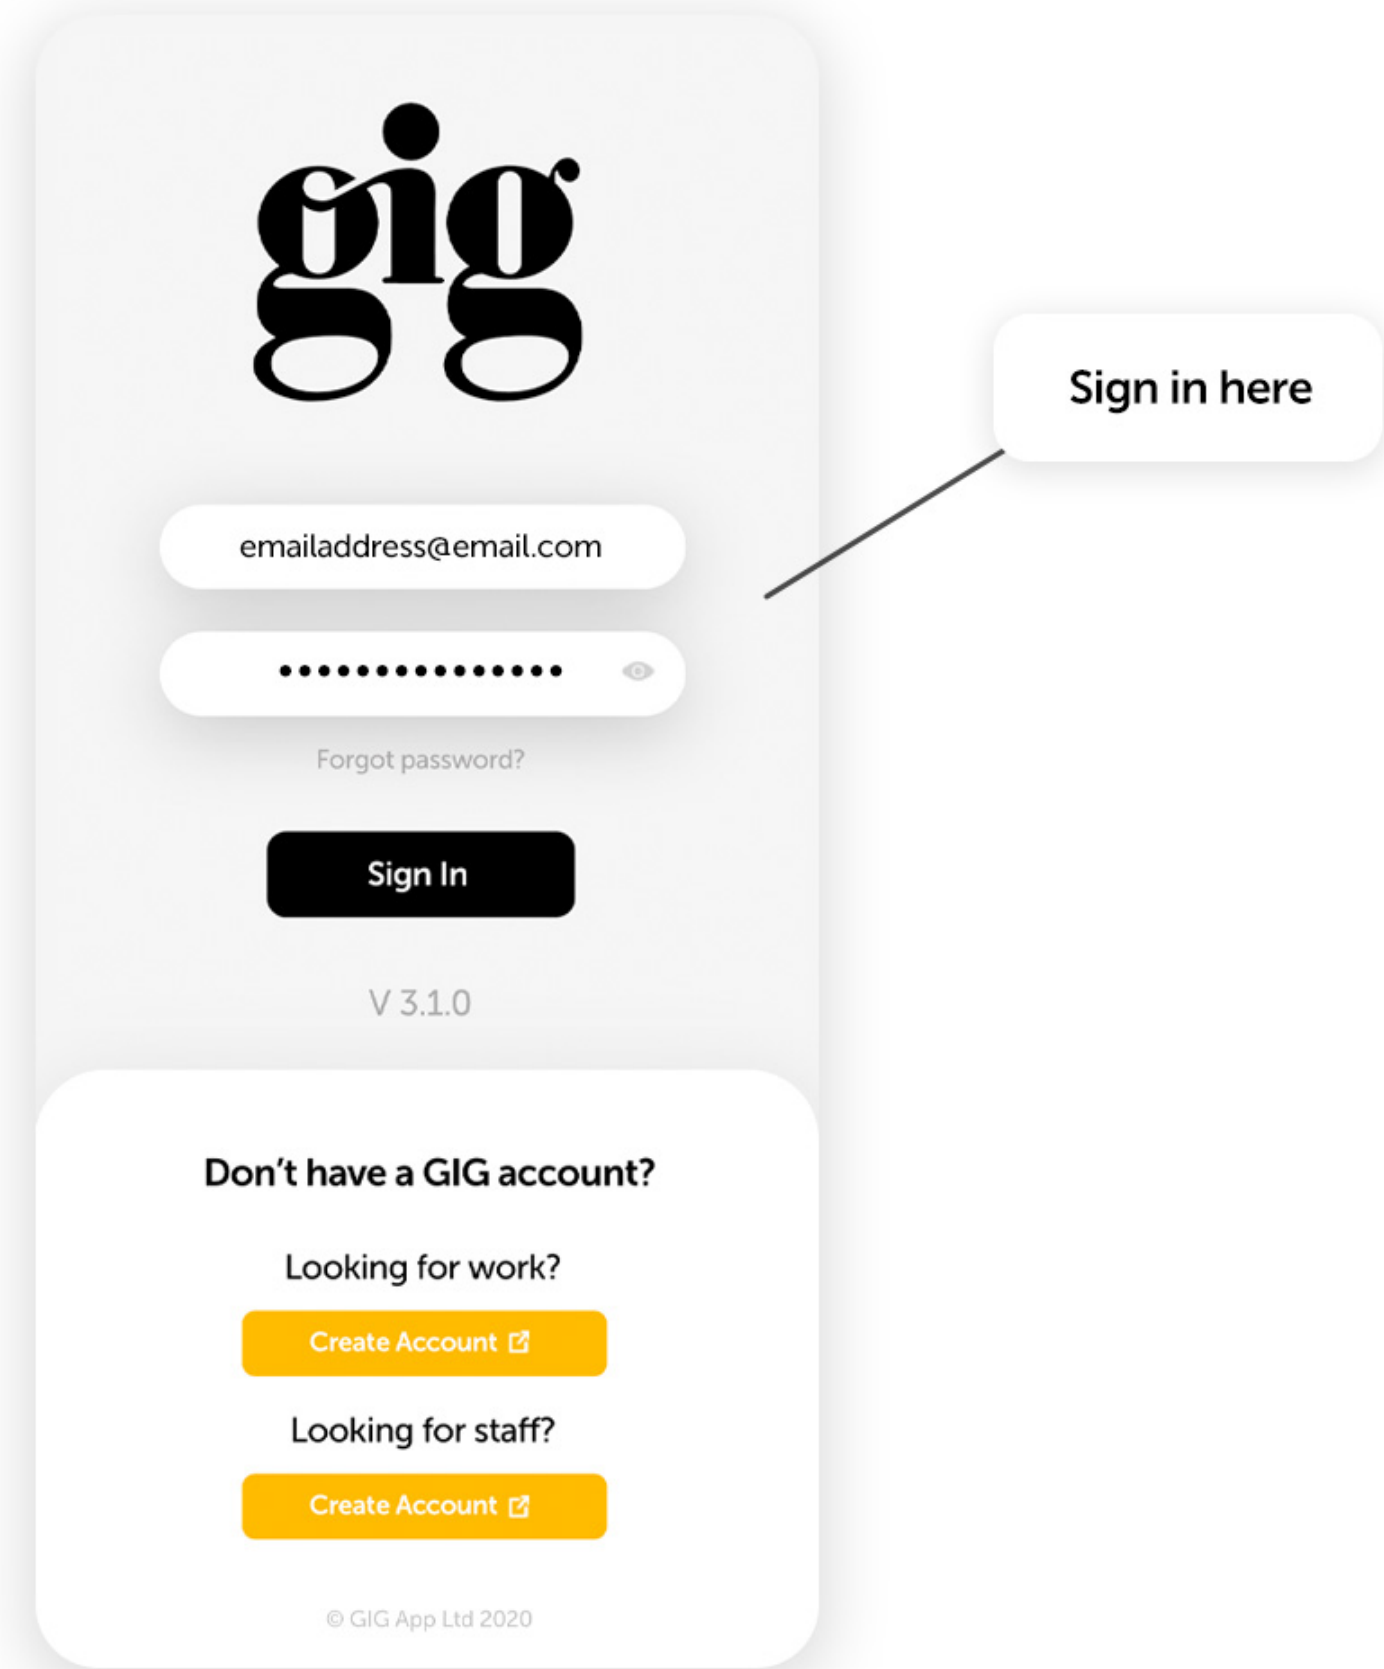 gig
emailaddress@email.com
Sign in here
•••••••••••••••
Forgot password?
Sign In
V 3.1.0
Don’t have a GIG account?
Looking for work?
Create Account
Looking for staff?
Create Account
© GIG App Ltd 2020